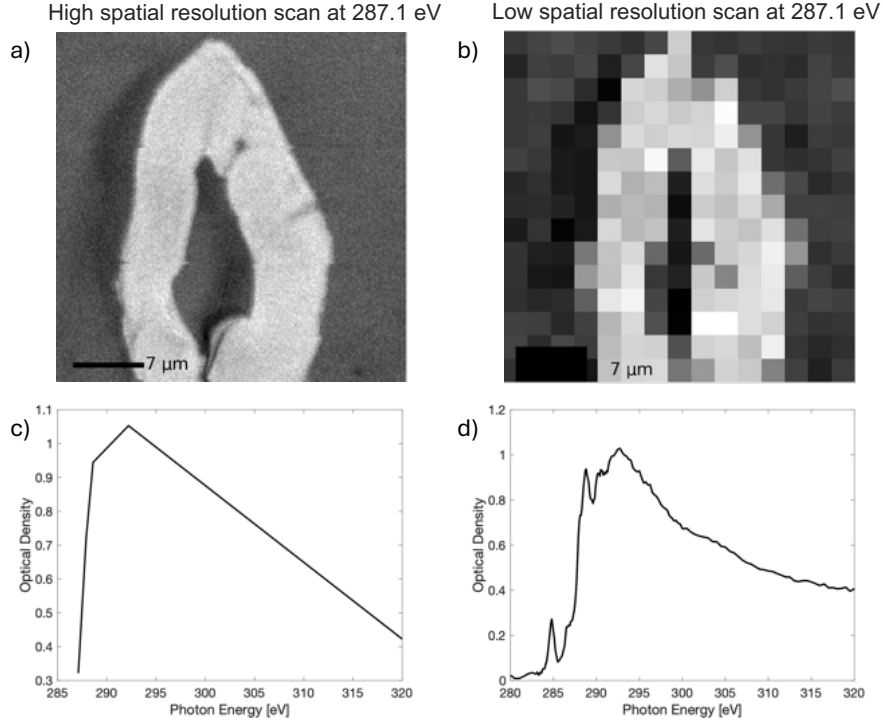 High spatial resolution scan at 287.1 eV
Low spatial resolution scan at 287.1 eV
a)
b)
7 µm
7 µm
c)
d)
1.1
1
0.9
0.8
0.7
0.6
0.5
0.4
0.3
Optical Density
285
290
295
300
305
310
315
320
Photon Energy [eV]
1.2
1
0.8
0.6
0.4
0.2
0
Optical Density
280
285
290
295
300
305
310
315
320
Photon Energy [eV]